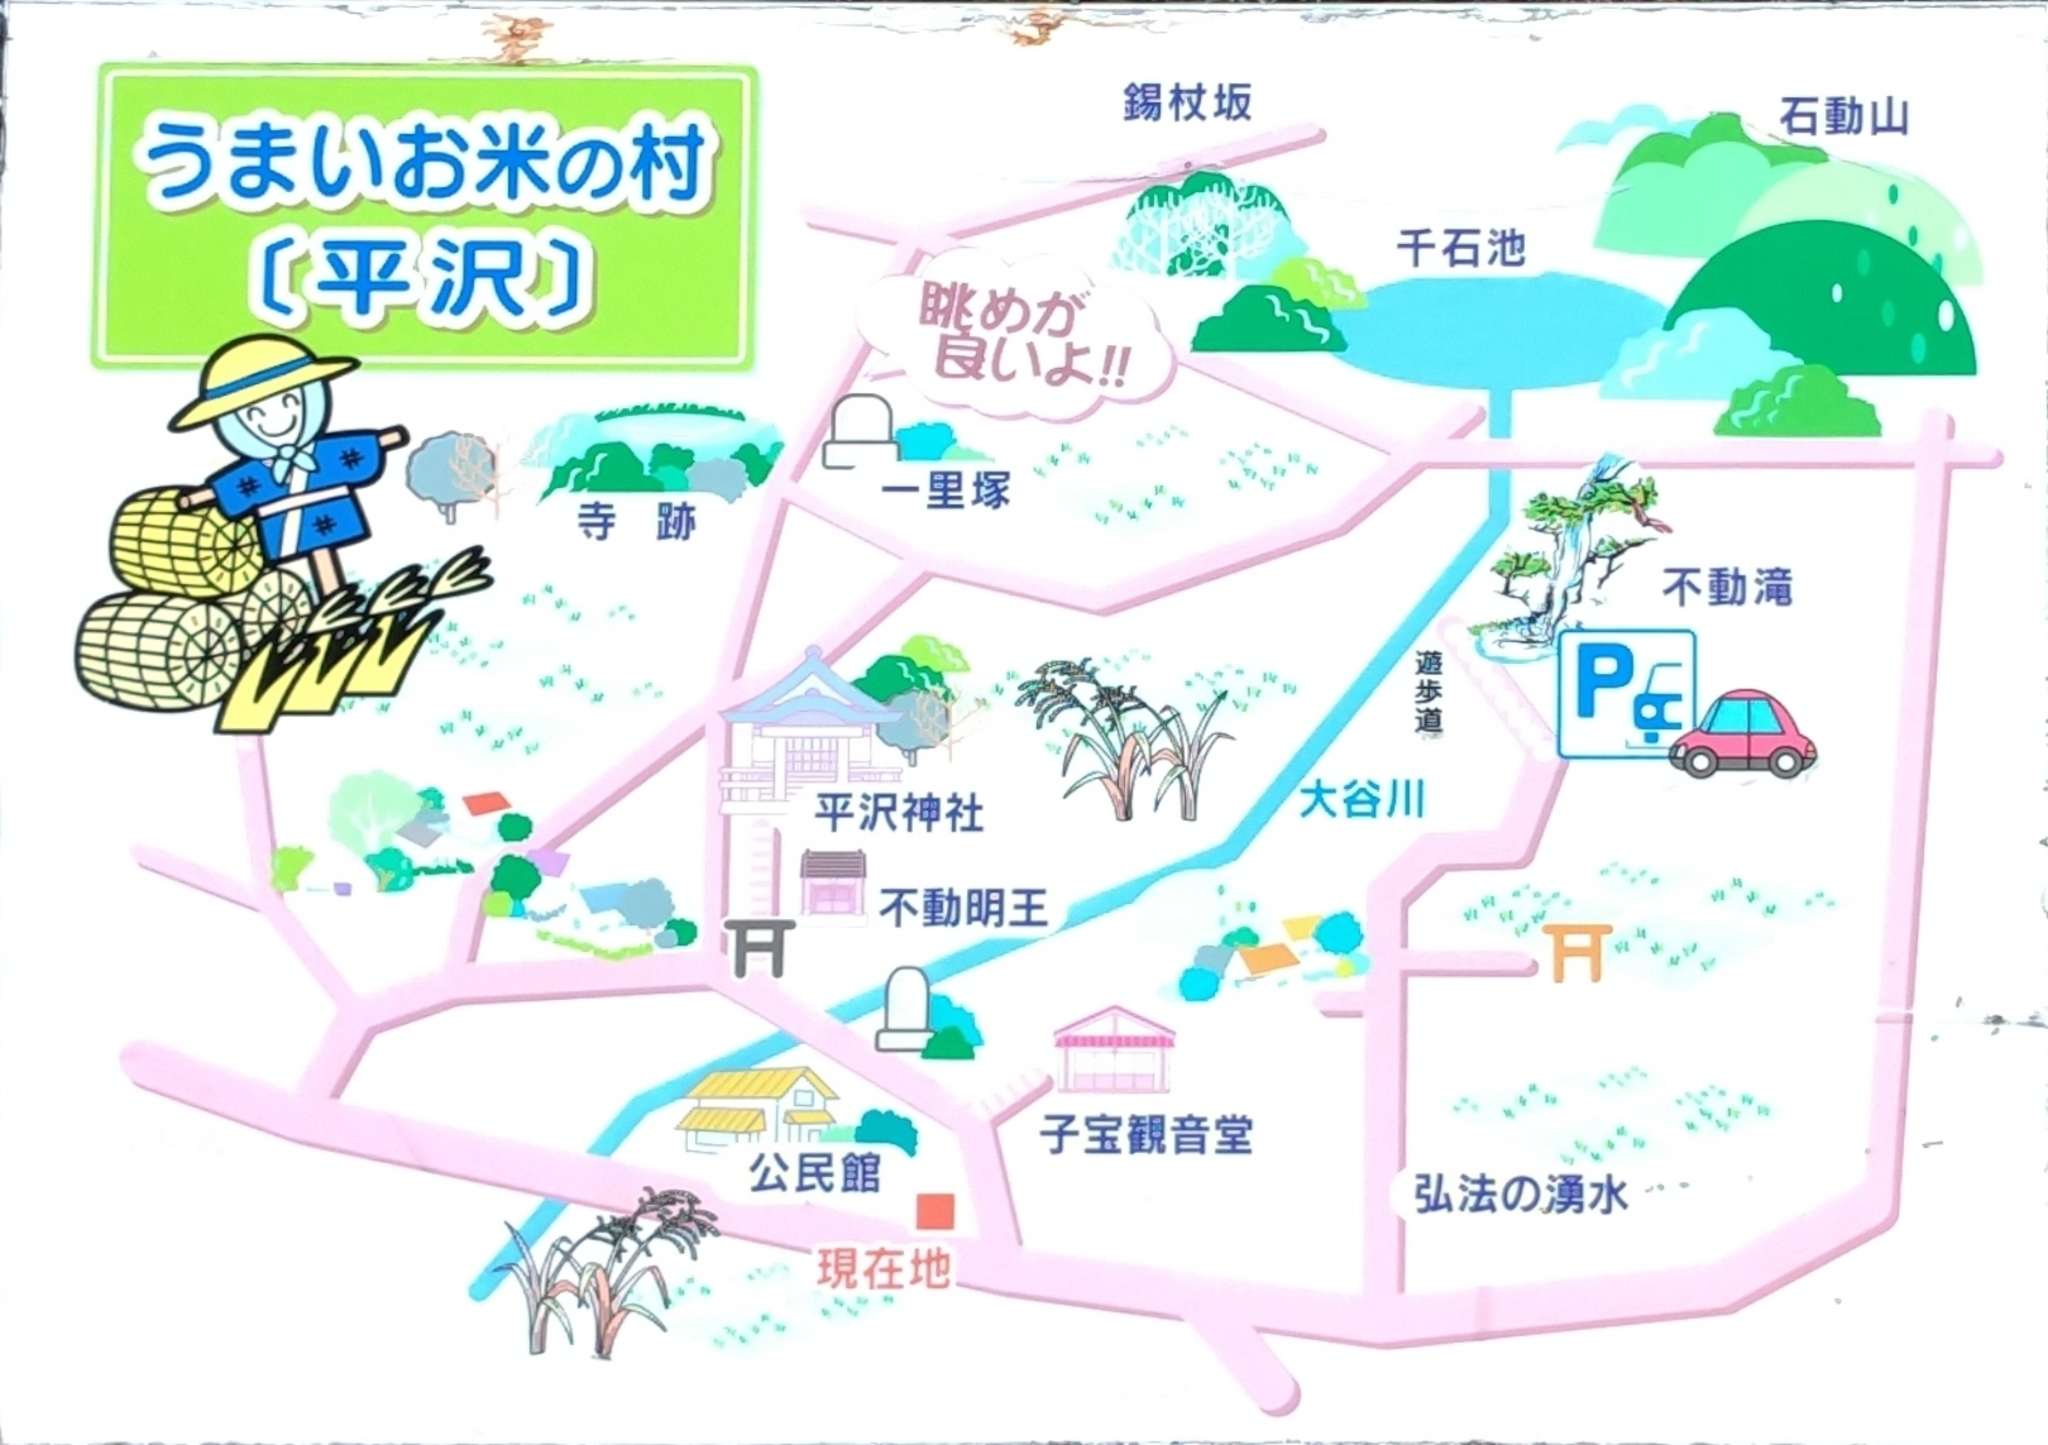 うまいお米の村
〔平沢〕
錫杖坂
石動山
千石池
眺めが
良いよ!!
一里塚
寺 跡
不動滝
P
遊歩道
大谷川
平沢神社
不動明王
子宝観音堂
公民館
弘法の湧水
現在地